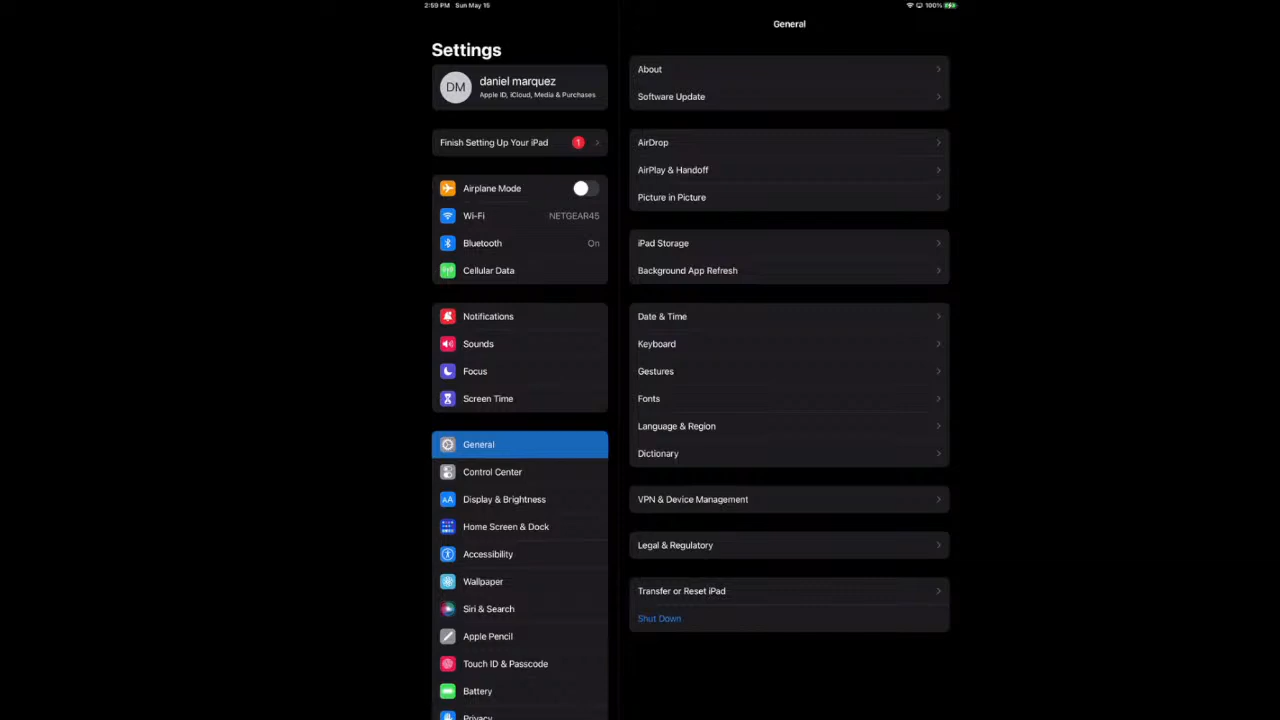 2:59 PM Sun May 15
100%
Settings
DM
daniel marquez
Apple ID, iCloud, Media & Purchases
Finish Setting Up Your iPad 1
Airplane Mode
Wi-Fi NETGEAR45
Bluetooth On
Cellular Data
Notifications
Sounds
Focus
Screen Time
General
Control Center
AA Display & Brightness
Home Screen & Dock
Accessibility
Wallpaper
Siri & Search
Apple Pencil
Touch ID & Passcode
Battery
Privacy
General
About
Software Update
AirDrop
AirPlay & Handoff
Picture in Picture
iPad Storage
Background App Refresh
Date & Time
Keyboard
Gestures
Fonts
Language & Region
Dictionary
VPN & Device Management
Legal & Regulatory
Transfer or Reset iPad
Shut Down